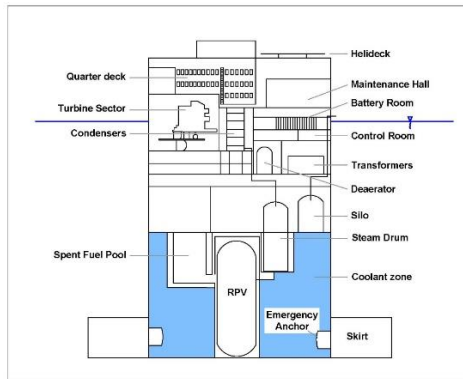 Helideck
Quarter deck
Maintenance Hall
Turbine Sector
Battery Room
Condensers
Control Room
Transformers
Deaerator
Silo
Steam Drum
Spent Fuel Pool
Coolant zone
RPV
Emergency
Anchor
Skirt